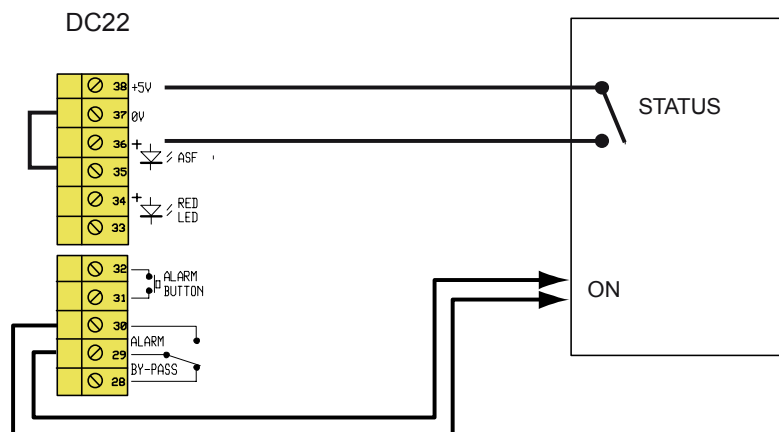 DC22
38 +5V
37 0V
36 +
ASF
35
34 +
RED
LED
33
32
ALARM
BUTTON
31
30
ALARM
29
BY-PASS
28
STATUS
ON